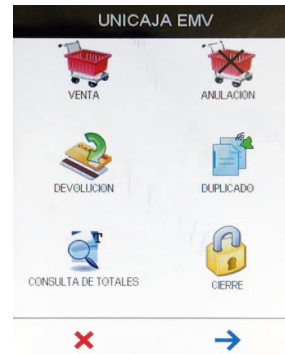 UNICAJA EMV
VENTA
ANULACION
DEVOLUCION
DUPLICADO
CONSULTA DE TOTALES
CIERRE